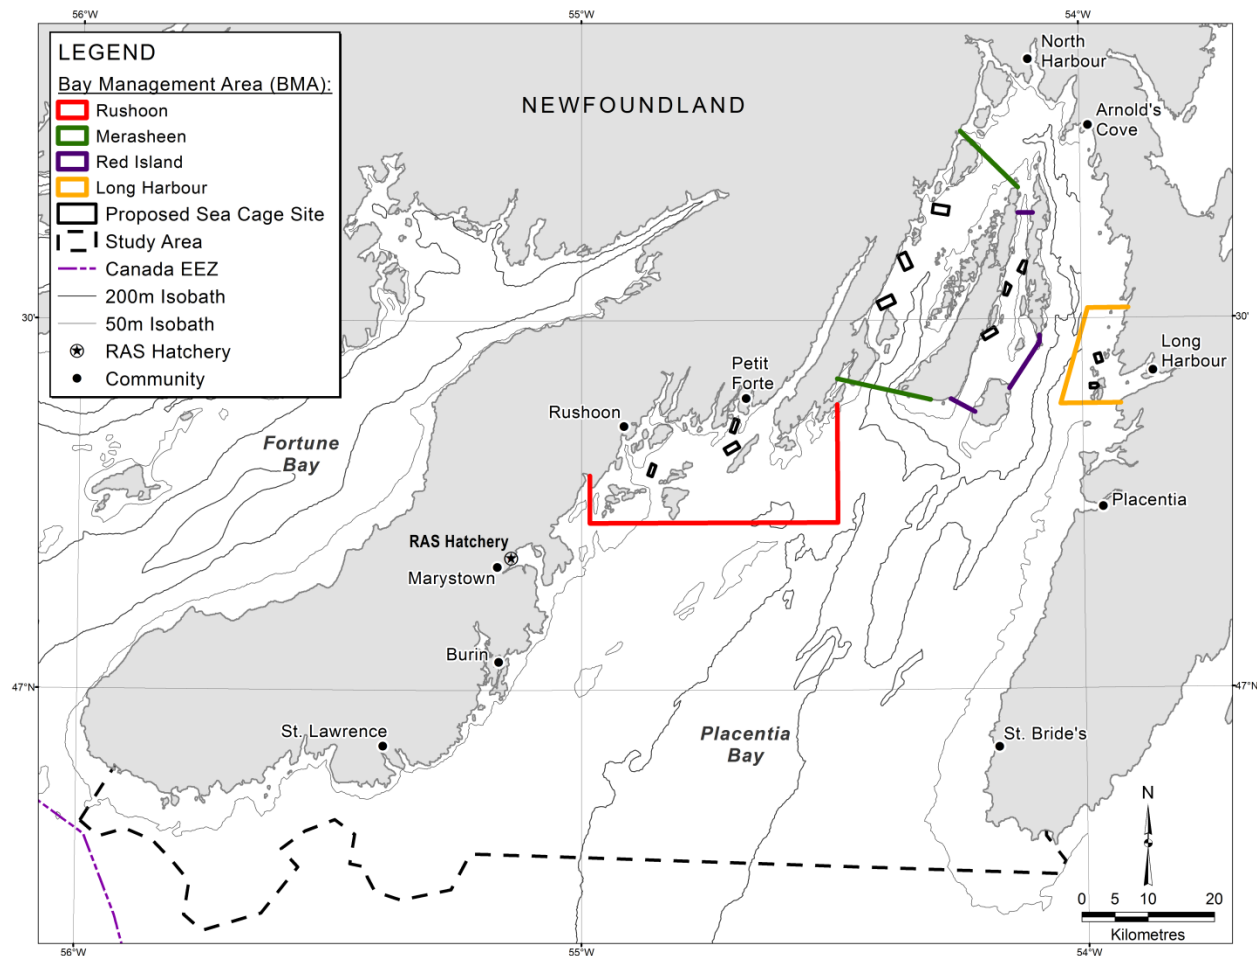 56°W
55°W
54°W
LEGEND
Bay Management Area (BMA):
Rushoon
Merasheen
Red Island
Long Harbour
Proposed Sea Cage Site
Study Area
Canada EEZ
200m Isobath
50m Isobath
RAS Hatchery
Community
NEWFOUNDLAND
North
Harbour
Arnold's
Cove
30'
30'
Long
Harbour
Petit
Forte
Rushoon
Fortune
Bay
Placentia
RAS Hatchery
Marystown
Burin
47°N
47°N
St. Lawrence
Placentia
Bay
St. Bride's
N
0 5 10 20
Kilometres
56°W
55°W
54°W